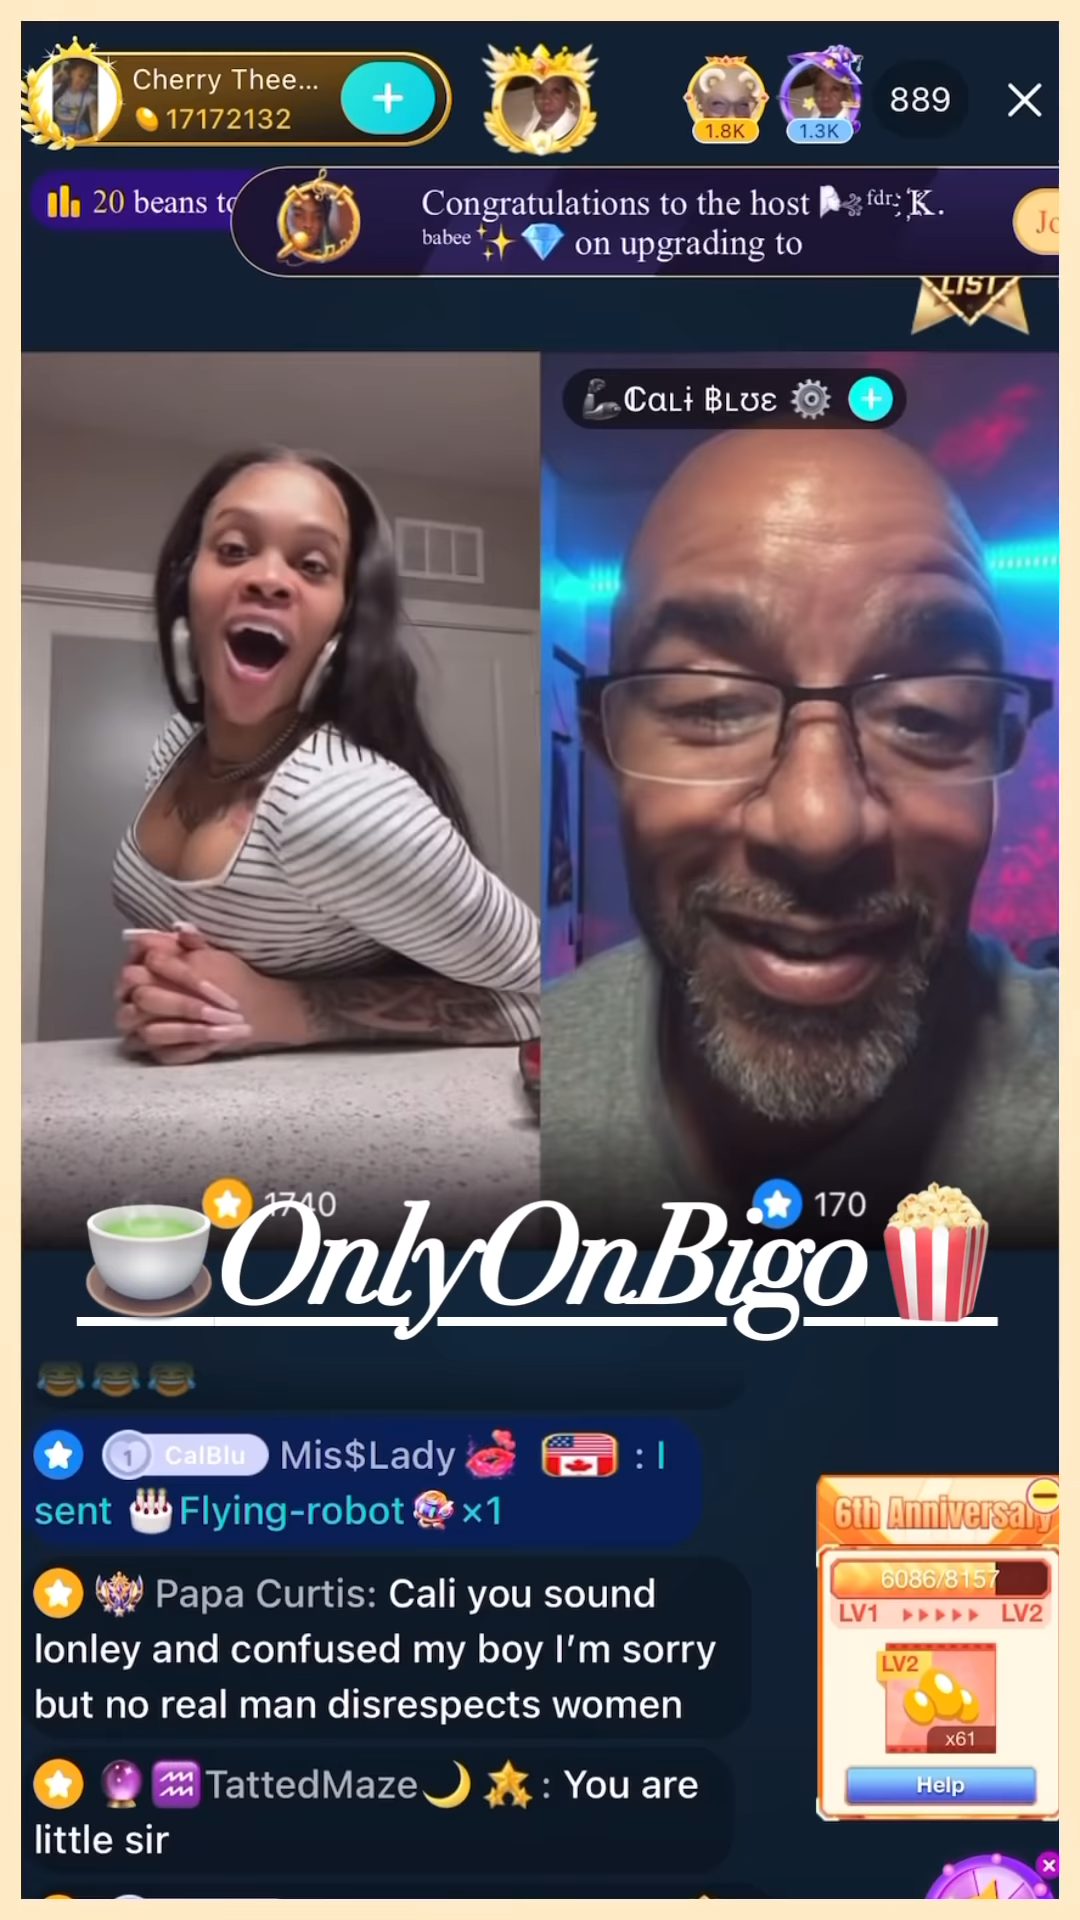 Cherry Thee...
17172132
1.8K
1.3K
889
20 beans to
Congratulations to the host fdr K.
babee on upgrading to
Jo
LIST
Cali Blue
1740
170
OnlyOnBigo
1 CalBlu Mis$Lady : I
sent Flying-robot ×1
Papa Curtis: Cali you sound
lonley and confused my boy I’m sorry
but no real man disrespects women
TattedMaze : You are
little sir
6th Anniversary
6086/8157
LV1 LV2
LV2
x61
Help